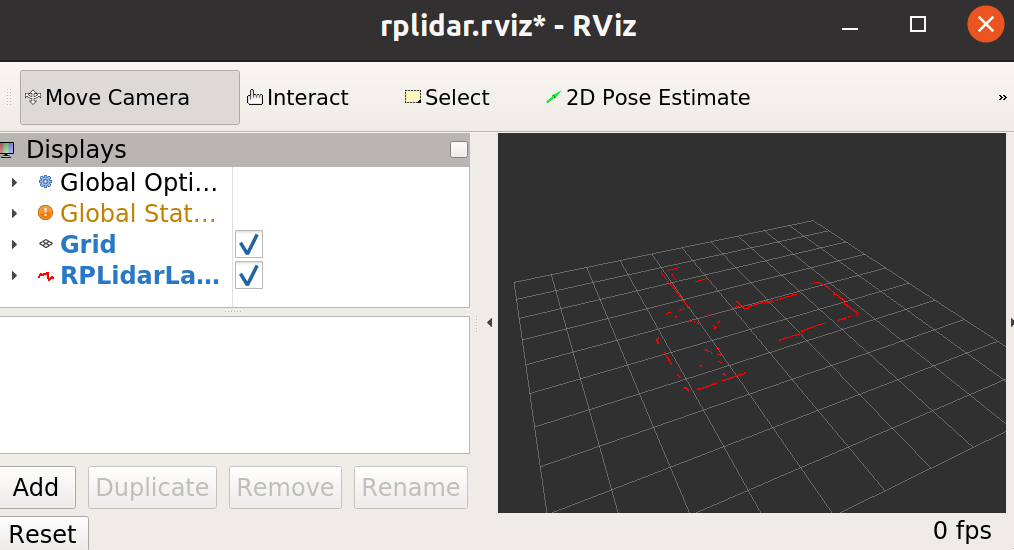 rplidar.rviz* - RViz
Move Camera Interact Select 2D Pose Estimate »
Displays
Global Opti...
Global Stat...
Grid
RPLidarLa...
Add Duplicate Remove Rename
Reset
0 fps